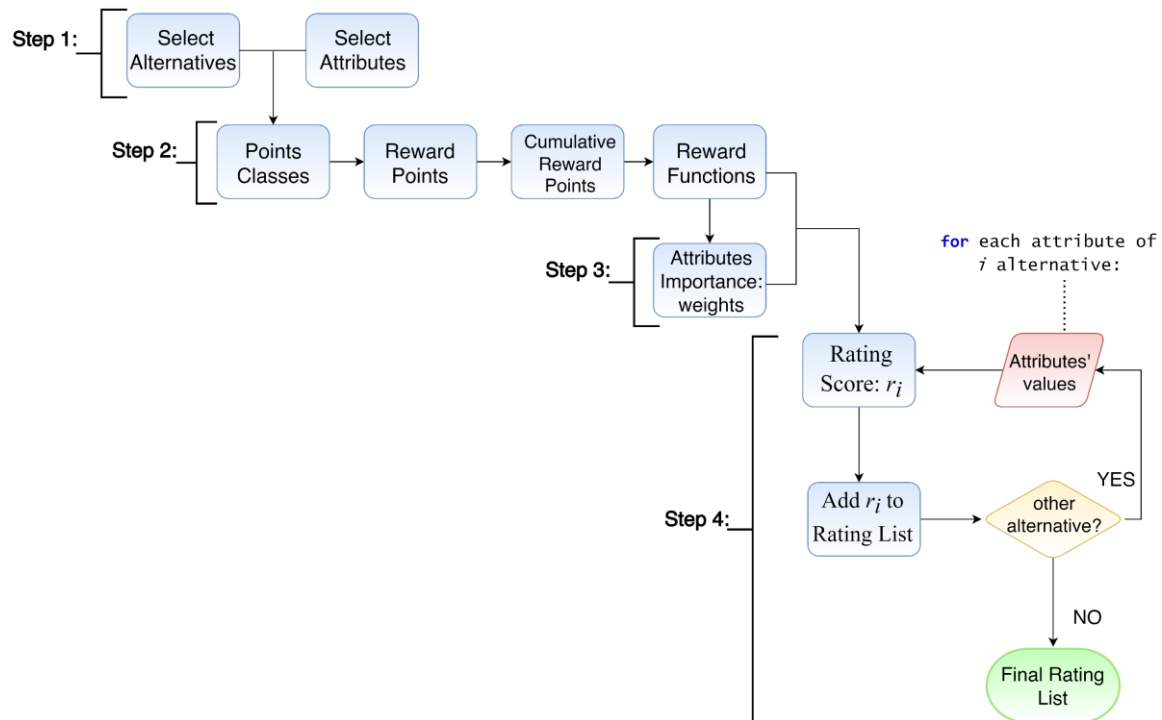 Step 1:
Select
Alternatives
Select
Attributes
Step 2:
Points
Classes
Reward
Points
Cumulative
Reward
Points
Reward
Functions
Step 3:
Attributes
Importance:
weights
for each attribute of
i alternative:
Step 4:
Rating
Score: ri
Attributes'
values
Add ri to
Rating List
other
alternative?
YES
NO
Final Rating
List